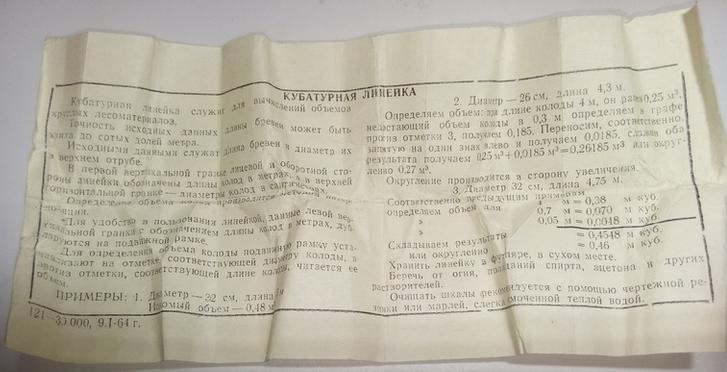 КУБАТУРНАЯ ЛИНЕЙКА
Кубатурная линейка служит для вычислений объемов
круглых лесоматериалов.
Точность исходных данных длины бревен может быть
взята до сотых долей метра.
Исходными данными служат длина бревен и диаметр их
в верхнем отрубе.
В первой вертикальной гранке лицевой и оборотной сто-
роны линейки обозначены длины колод в метрах, а в верхней
горизонтальной гранке — диаметры колод в сантиметрах.
Определение объема производится методом
позиции.
Для удобства в пользовании линейкой, данные левой вер-
тикальной гранки с обозначением длины колод в метрах, дуб-
лируются на подвижной рамке.
Для определения объема колоды подвижную рамку уста-
навливают на отметке, соответствующей диаметру колоды, а
против отметки, соответствующей длине колоды, читается ее
объем.
ПРИМЕРЫ: 1. Диаметр — 32 см, длина
Искомый объем — 0,48 м
121—30 000, 9.I-64 г.
2. Диаметр — 26 см, длина 4,3 м.
Определяем объем: при длине колоды 4 м, он равен 0,25 м³.
Недостающий объем колоды в 0,3 м определяем в графе
против отметки 3, получаем 0,185. Переносим, соответственно,
запятую на один знак влево и получаем 0,0185. Сложив оба
результата получаем 0,25 м³+0,0185 м³=0,26185 м³ или округ-
ленно 0,27 м³.
Округление производится в сторону увеличения.
3. Диаметр 32 см, длина 4,75 м.
Соответственно предыдущим примерам
определяем объем для м = 0,38 м куб.
» 0,7 м = 0,070 м куб.
» 0,05 м = 0,0048 м куб.
Складываем результаты = 0,4548 м куб.
или округленно = 0,46 м куб.
Хранить линейку в футляре, в сухом месте.
Беречь от огня, попаданий спирта, ацетона и других
растворителей.
Очищать шкалы рекомендуется с помощью чертежной ре-
зинки или марлей, слегка смоченной теплой водой.